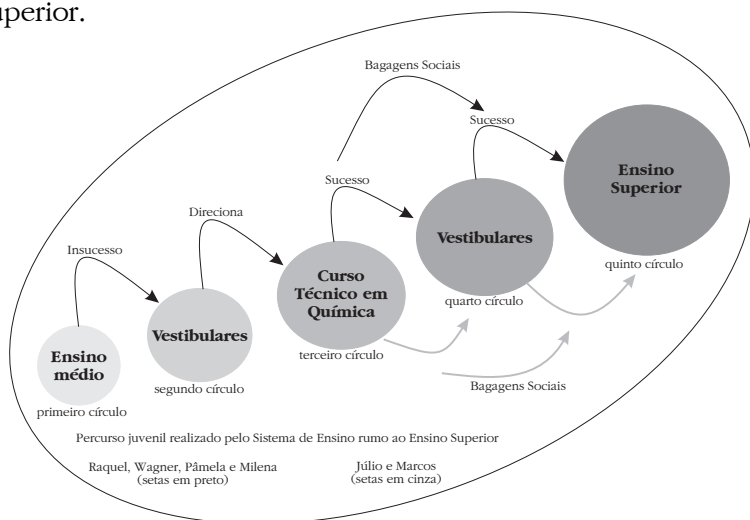 uperior.
Bagagens Sociais
Sucesso
Ensino
Superior
quinto círculo
Sucesso
Vestibulares
quarto círculo
Direciona
Curso
Técnico em
Química
terceiro círculo
Insucesso
Vestibulares
segundo círculo
Ensino
médio
primeiro círculo
Bagagens Sociais
Percurso juvenil realizado pelo Sistema de Ensino rumo ao Ensino Superior
Raquel, Wagner, Pâmela e Milena
(setas em preto)
Júlio e Marcos
(setas em cinza)